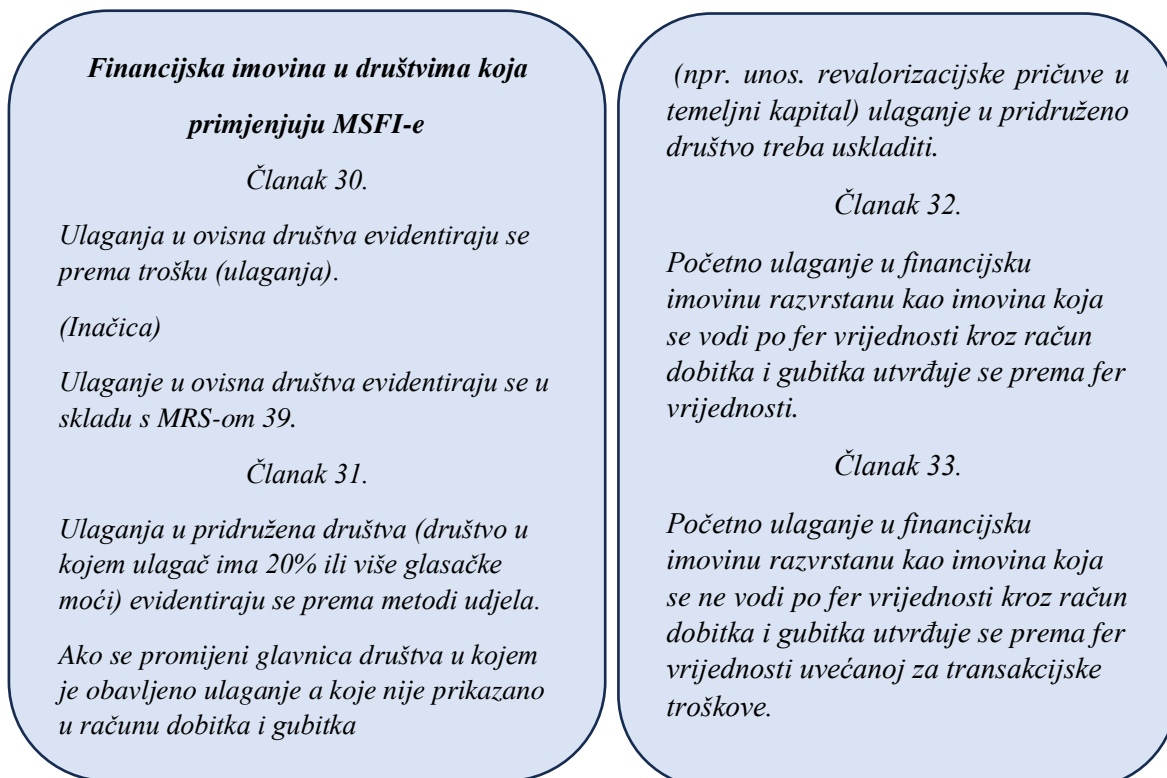 Financijska imovina u društvima koja
primjenjuju MSFI-e
Članak 30.
Ulaganja u ovisna društva evidentiraju se
prema trošku (ulaganja).
(Inačica)
Ulaganje u ovisna društva evidentiraju se u
skladu s MRS-om 39.
Članak 31.
Ulaganja u pridružena društva (društvo u
kojem ulagač ima 20% ili više glasačke
moći) evidentiraju se prema metodi udjela.
Ako se promijeni glavnica društva u kojem
je obavljeno ulaganje a koje nije prikazano
u računu dobitka i gubitka
(npr. unos. revalorizacijske pričuve u
temeljni kapital) ulaganje u pridruženo
društvo treba uskladiti.
Članak 32.
Početno ulaganje u financijsku
imovinu razvrstanu kao imovina koja
se vodi po fer vrijednosti kroz račun
dobitka i gubitka utvrđuje se prema fer
vrijednosti.
Članak 33.
Početno ulaganje u financijsku
imovinu razvrstanu kao imovina koja
se ne vodi po fer vrijednosti kroz račun
dobitka i gubitka utvrđuje se prema fer
vrijednosti uvećanoj za transakcijske
troškove.